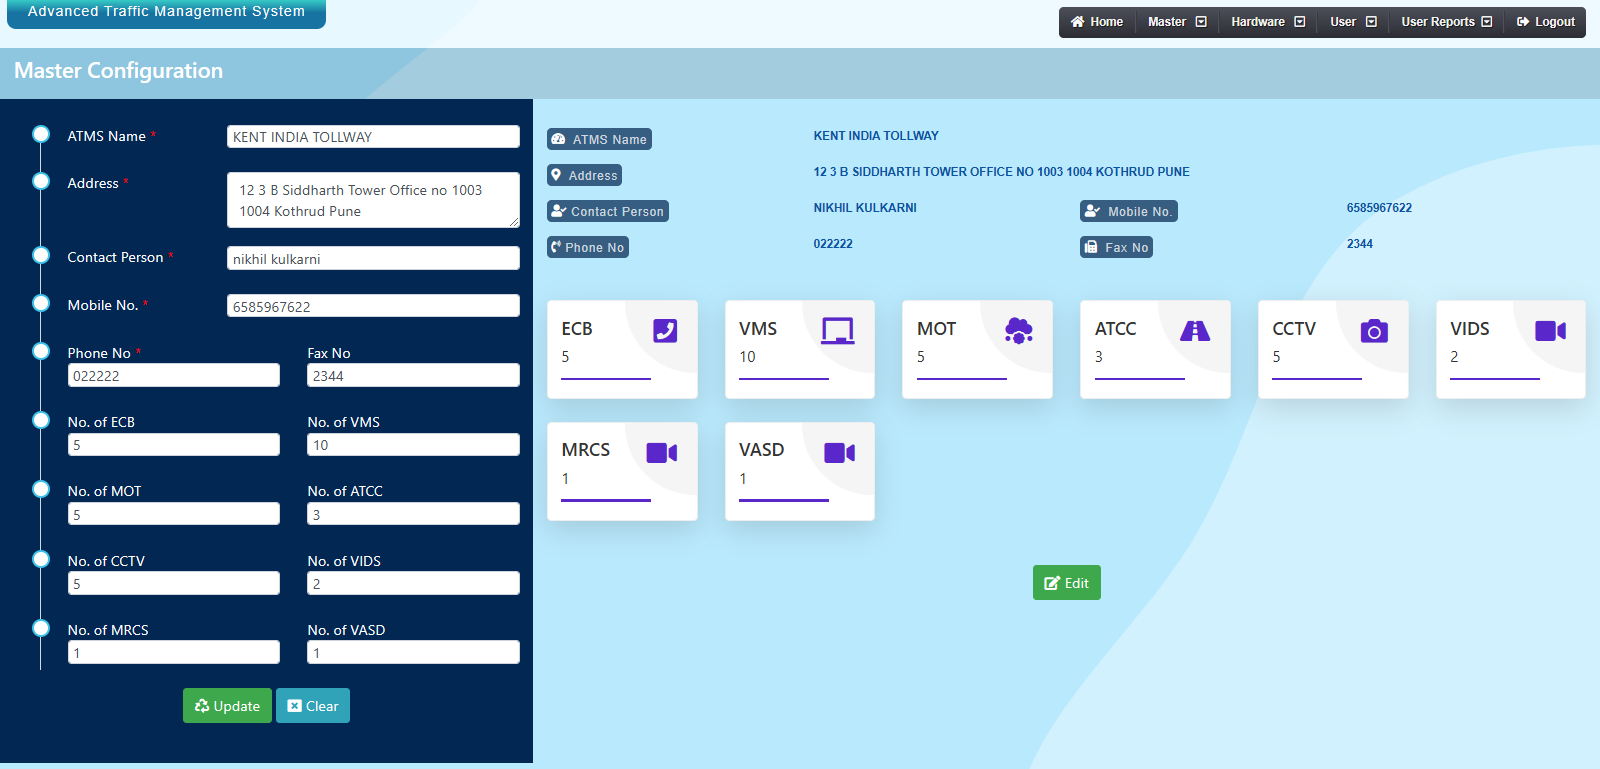 Advanced Traffic Management System
Home Master Hardware User User Reports Logout
Master Configuration
ATMS Name * KENT INDIA TOLLWAY
Address * 12 3 B Siddharth Tower Office no 1003
1004 Kothrud Pune
Contact Person * nikhil kulkarni
Mobile No. * 6585967622
Phone No * Fax No
022222 2344
No. of ECB No. of VMS
5 10
No. of MOT No. of ATCC
5 3
No. of CCTV No. of VIDS
5 2
No. of MRCS No. of VASD
1 1
Update Clear
ATMS Name KENT INDIA TOLLWAY
Address 12 3 B SIDDHARTH TOWER OFFICE NO 1003 1004 KOTHRUD PUNE
Contact Person NIKHIL KULKARNI Mobile No. 6585967622
Phone No 022222 Fax No 2344
ECB VMS MOT ATCC CCTV VIDS
5 10 5 3 5 2
MRCS VASD
1 1
Edit